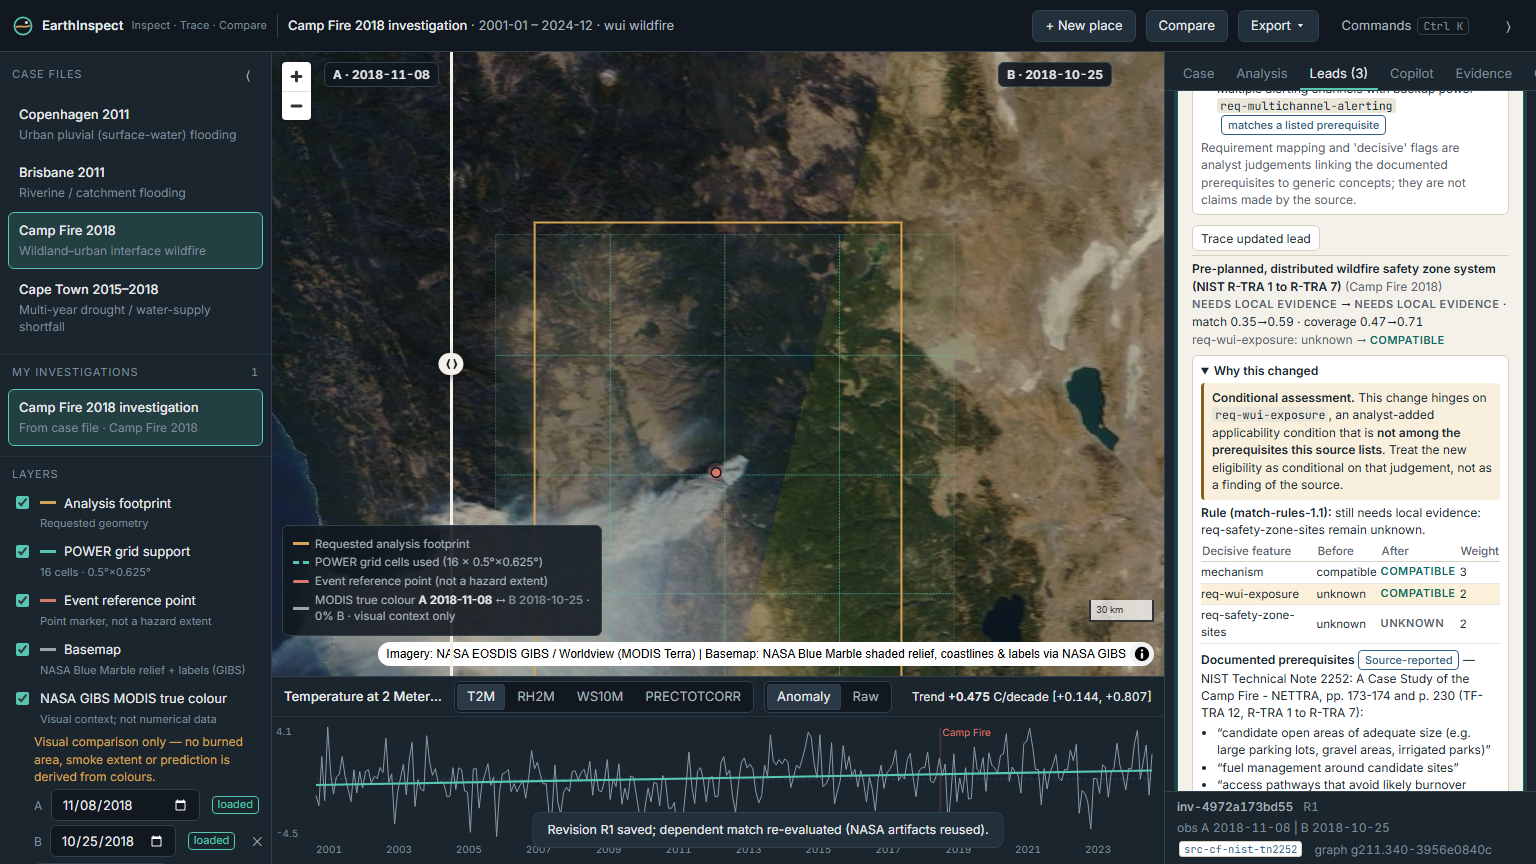 EarthInspect Inspect · Trace · Compare Camp Fire 2018 investigation · 2001-01 – 2024-12 · wui wildfire + New place Compare Export Commands Ctrl K
CASE FILES
Copenhagen 2011
Urban pluvial (surface-water) flooding
Brisbane 2011
Riverine / catchment flooding
Camp Fire 2018
Wildland–urban interface wildfire
Cape Town 2015–2018
Multi-year drought / water-supply
shortfall
MY INVESTIGATIONS 1
Camp Fire 2018 investigation
From case file · Camp Fire 2018
LAYERS
Analysis footprint
Requested geometry
POWER grid support
16 cells · 0.5°×0.625°
Event reference point
Point marker, not a hazard extent
Basemap
NASA Blue Marble relief + labels (GIBS)
NASA GIBS MODIS true colour
Visual context; not numerical data
Visual comparison only — no burned
area, smoke extent or prediction is
derived from colours.
A 11/08/2018 loaded
B 10/25/2018 loaded ×
+
−
A · 2018-11-08
B · 2018-10-25
Requested analysis footprint
POWER grid cells used (16 × 0.5°×0.625°)
Event reference point (not a hazard extent)
MODIS true colour A 2018-11-08 ↔ B 2018-10-25 ·
0% B · visual context only
30 km
Imagery: NASA EOSDIS GIBS / Worldview (MODIS Terra) | Basemap: NASA Blue Marble shaded relief, coastlines & labels via NASA GIBS
Temperature at 2 Meter... T2M RH2M WS10M PRECTOTCORR Anomaly Raw Trend +0.475 C/decade [+0.144, +0.807]
4.1
Camp Fire
-4.5
Revision R1 saved; dependent match re-evaluated (NASA artifacts reused).
2001 2003 2005 2007 2009 2011 2013 2015 2017 2019 2021 2023
Case Analysis Leads (3) Copilot Evidence
Multiple alerting channels with backup power
req-multichannel-alerting
matches a listed prerequisite
Requirement mapping and 'decisive' flags are
analyst judgements linking the documented
prerequisites to generic concepts; they are not
claims made by the source.
Trace updated lead
Pre-planned, distributed wildfire safety zone system
(NIST R-TRA 1 to R-TRA 7) (Camp Fire 2018)
NEEDS LOCAL EVIDENCE → NEEDS LOCAL EVIDENCE ·
match 0.35→0.59 · coverage 0.47→0.71
req-wui-exposure: unknown → COMPATIBLE
▼ Why this changed
Conditional assessment. This change hinges on
req-wui-exposure, an analyst-added
applicability condition that is not among the
prerequisites this source lists. Treat the new
eligibility as conditional on that judgement, not as
a finding of the source.
Rule (match-rules-1.1): still needs local evidence:
req-safety-zone-sites remain unknown.
Decisive feature Before After Weight
mechanism compatible COMPATIBLE 3
req-wui-exposure unknown COMPATIBLE 2
req-safety-zone-
sites unknown UNKNOWN 2
Documented prerequisites Source-reported —
NIST Technical Note 2252: A Case Study of the
Camp Fire - NETTRA, pp. 173-174 and p. 230 (TF-
TRA 12, R-TRA 1 to R-TRA 7):
• “candidate open areas of adequate size (e.g.
large parking lots, gravel areas, irrigated parks)”
• “fuel management around candidate sites”
• “access pathways that avoid likely burnover
inv-4972a173bd55 R1
obs A 2018-11-08 | B 2018-10-25
src-cf-nist-tn2252 graph g211.340-3956e0840c